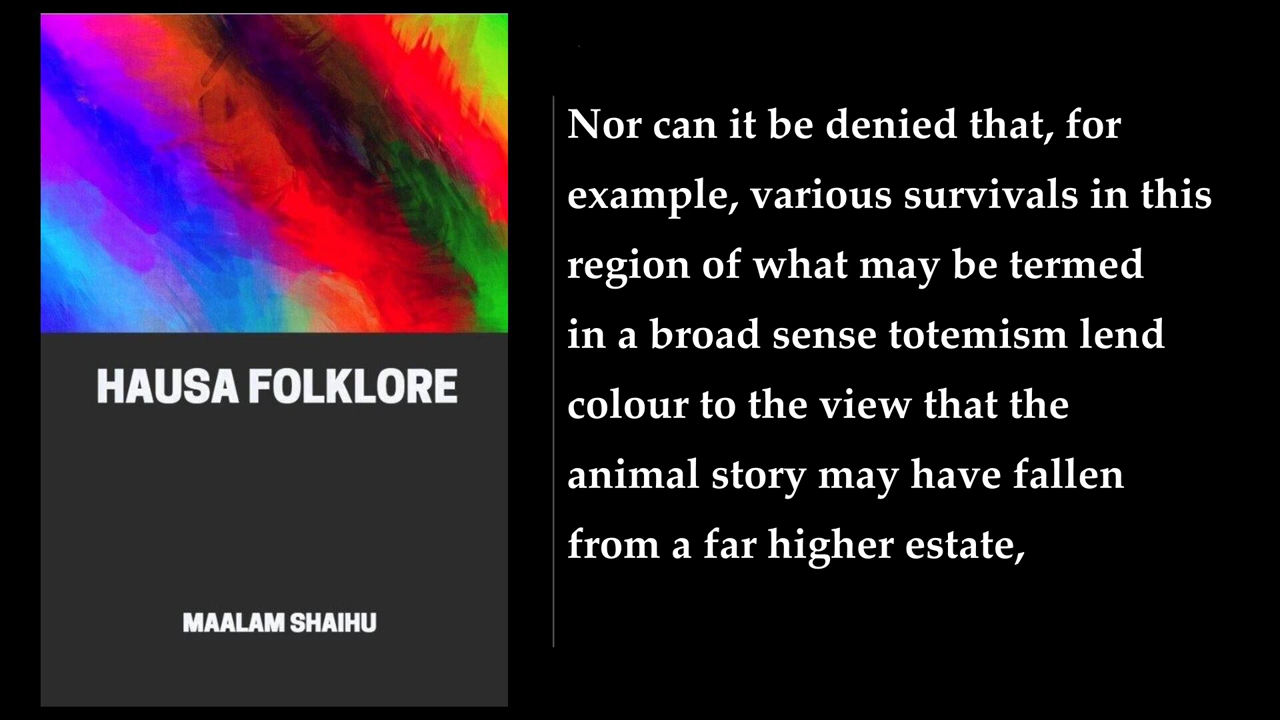 HAUSA FOLKLORE
MAALAM SHAIHU
Nor can it be denied that, for
example, various survivals in this
region of what may be termed
in a broad sense totemism lend
colour to the view that the
animal story may have fallen
from a far higher estate,